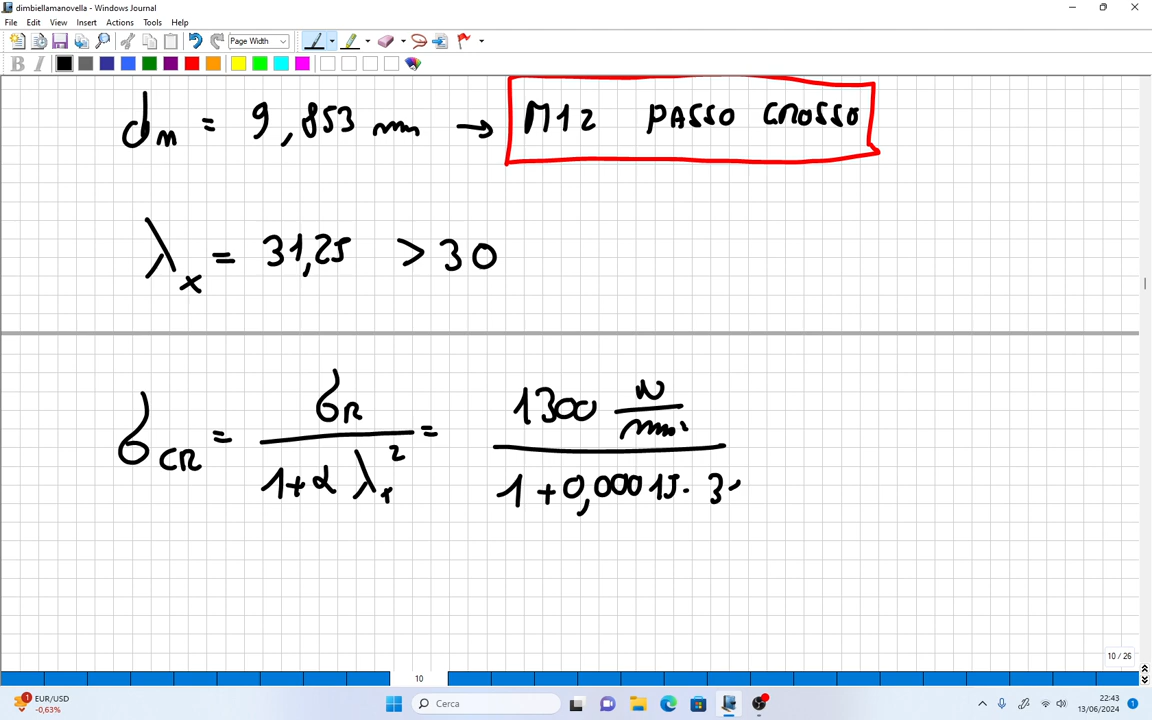 dimbiellamanovella - Windows Journal
File Edit View Insert Actions Tools Help
Page Width
B I
dn = 9,853 mm → M12 PASSO GROSSO
λx = 31,25 > 30
σCR = σR / (1+α λx²) = 1300 N/mm² / (1+0,00015· 3
10 / 26
10
EUR/USD
-0,63%
Cerca
22:43
13/06/2024